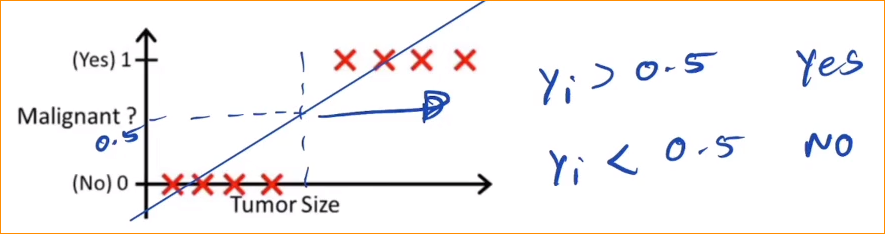 (Yes) 1
Malignant ?
0.5
(No) 0
Tumor Size
yi > 0.5 Yes
yi < 0.5 NO